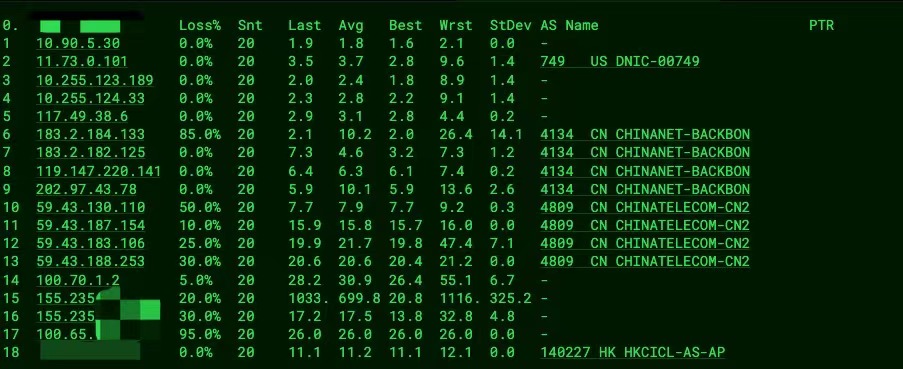 0. Loss% Snt Last Avg Best Wrst StDev AS Name PTR
1 10.90.5.30 0.0% 20 1.9 1.8 1.6 2.1 0.0 -
2 11.73.0.101 0.0% 20 3.5 3.7 2.8 9.6 1.4 749 US DNIC-00749
3 10.255.123.189 0.0% 20 2.0 2.4 1.8 8.9 1.4 -
4 10.255.124.33 0.0% 20 2.3 2.8 2.2 9.1 1.4 -
5 117.49.38.6 0.0% 20 2.9 3.1 2.8 4.4 0.2 -
6 183.2.184.133 85.0% 20 2.1 10.2 2.0 26.4 14.1 4134 CN CHINANET-BACKBON
7 183.2.182.125 0.0% 20 7.3 4.6 3.2 7.3 1.2 4134 CN CHINANET-BACKBON
8 119.147.220.141 0.0% 20 6.4 6.3 6.1 7.4 0.2 4134 CN CHINANET-BACKBON
9 202.97.43.78 0.0% 20 5.9 10.1 5.9 13.6 2.6 4134 CN CHINANET-BACKBON
10 59.43.130.110 50.0% 20 7.7 7.9 7.7 9.2 0.3 4809 CN CHINATELECOM-CN2
11 59.43.187.154 10.0% 20 15.9 15.8 15.7 16.0 0.0 4809 CN CHINATELECOM-CN2
12 59.43.183.106 25.0% 20 19.9 21.7 19.8 47.4 7.1 4809 CN CHINATELECOM-CN2
13 59.43.188.253 30.0% 20 20.6 20.6 20.4 21.2 0.0 4809 CN CHINATELECOM-CN2
14 100.70.1.2 5.0% 20 28.2 30.9 26.4 55.1 6.7 -
15 155.235 20.0% 20 1033. 699.8 20.8 1116. 325.2 -
16 155.235 30.0% 20 17.2 17.5 13.8 32.8 4.8 -
17 100.65. 95.0% 20 26.0 26.0 26.0 26.0 0.0 -
18 0.0% 20 11.1 11.2 11.1 12.1 0.0 140227 HK HKCICL-AS-AP